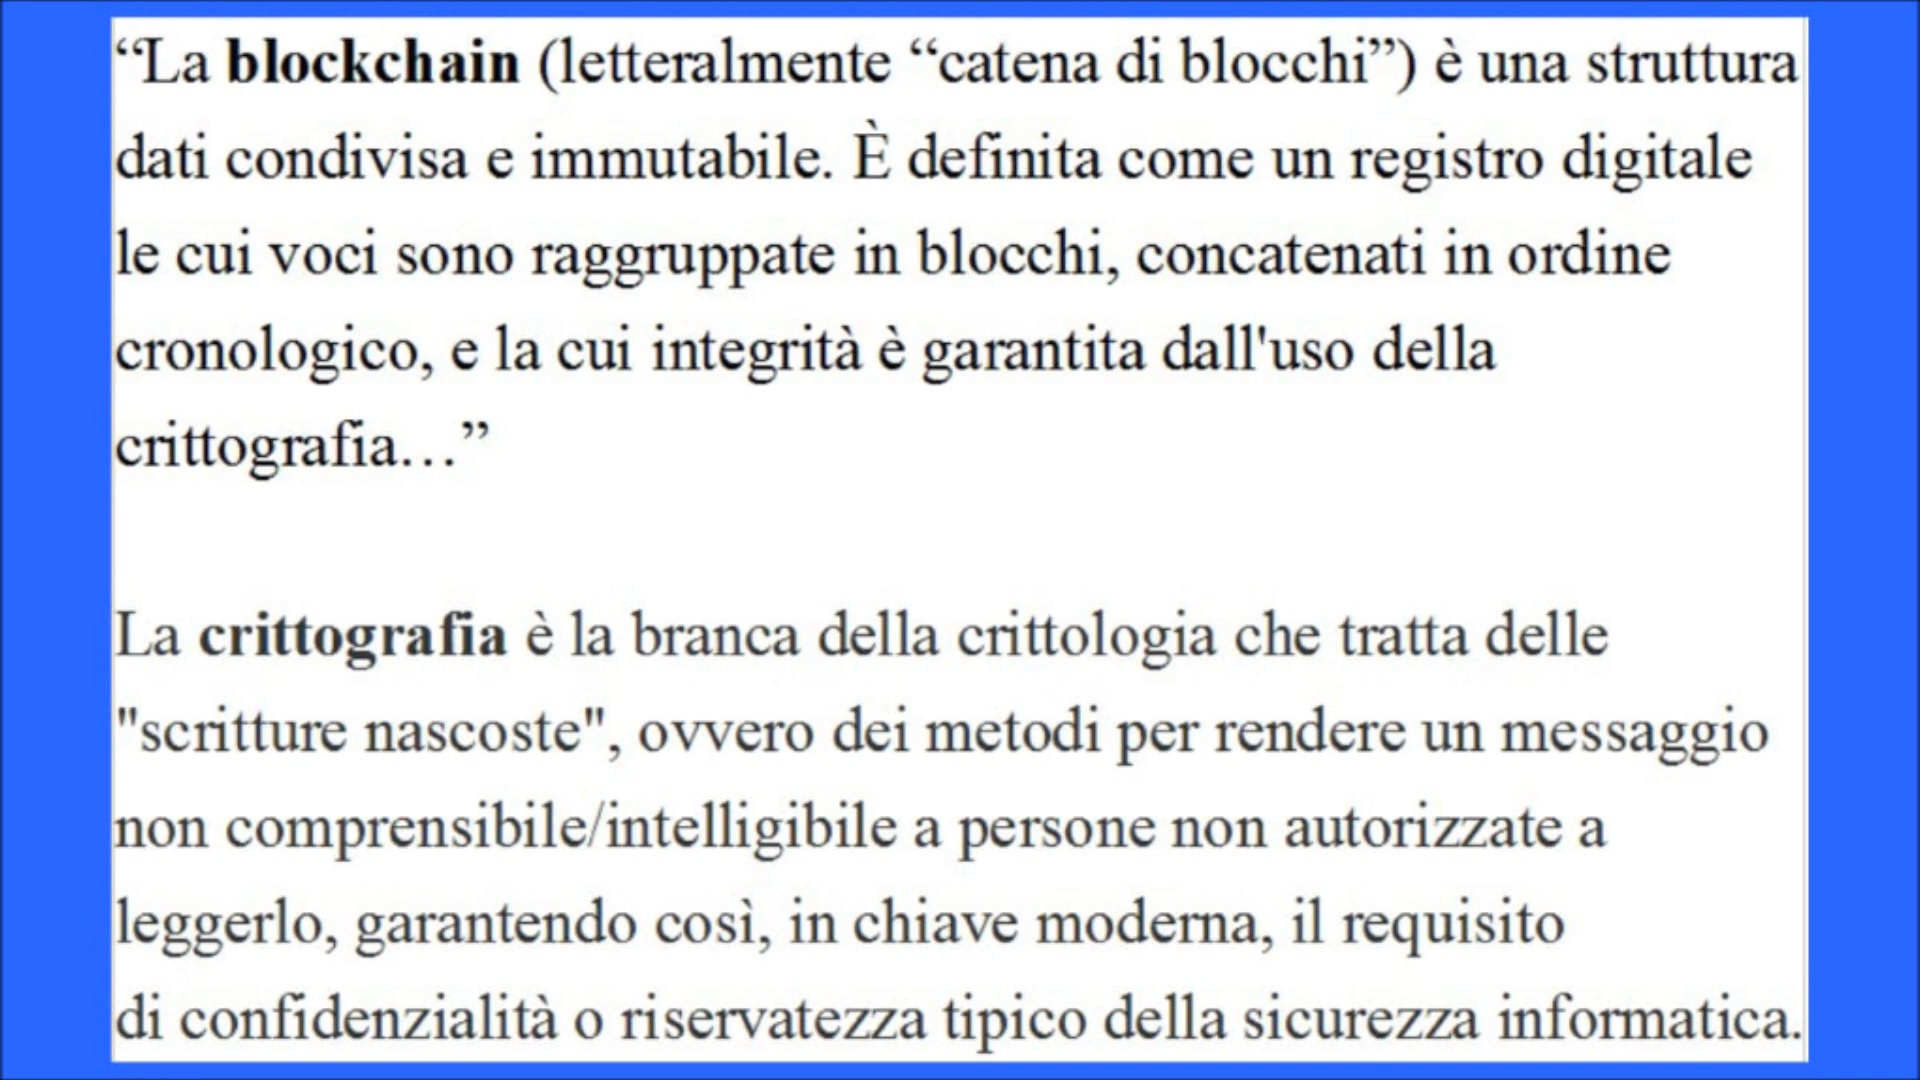 “La blockchain (letteralmente “catena di blocchi”) è una struttura
dati condivisa e immutabile. È definita come un registro digitale
le cui voci sono raggruppate in blocchi, concatenati in ordine
cronologico, e la cui integrità è garantita dall'uso della
crittografia…”
La crittografia è la branca della crittologia che tratta delle
"scritture nascoste", ovvero dei metodi per rendere un messaggio
non comprensibile/intelligibile a persone non autorizzate a
leggerlo, garantendo così, in chiave moderna, il requisito
di confidenzialità o riservatezza tipico della sicurezza informatica.